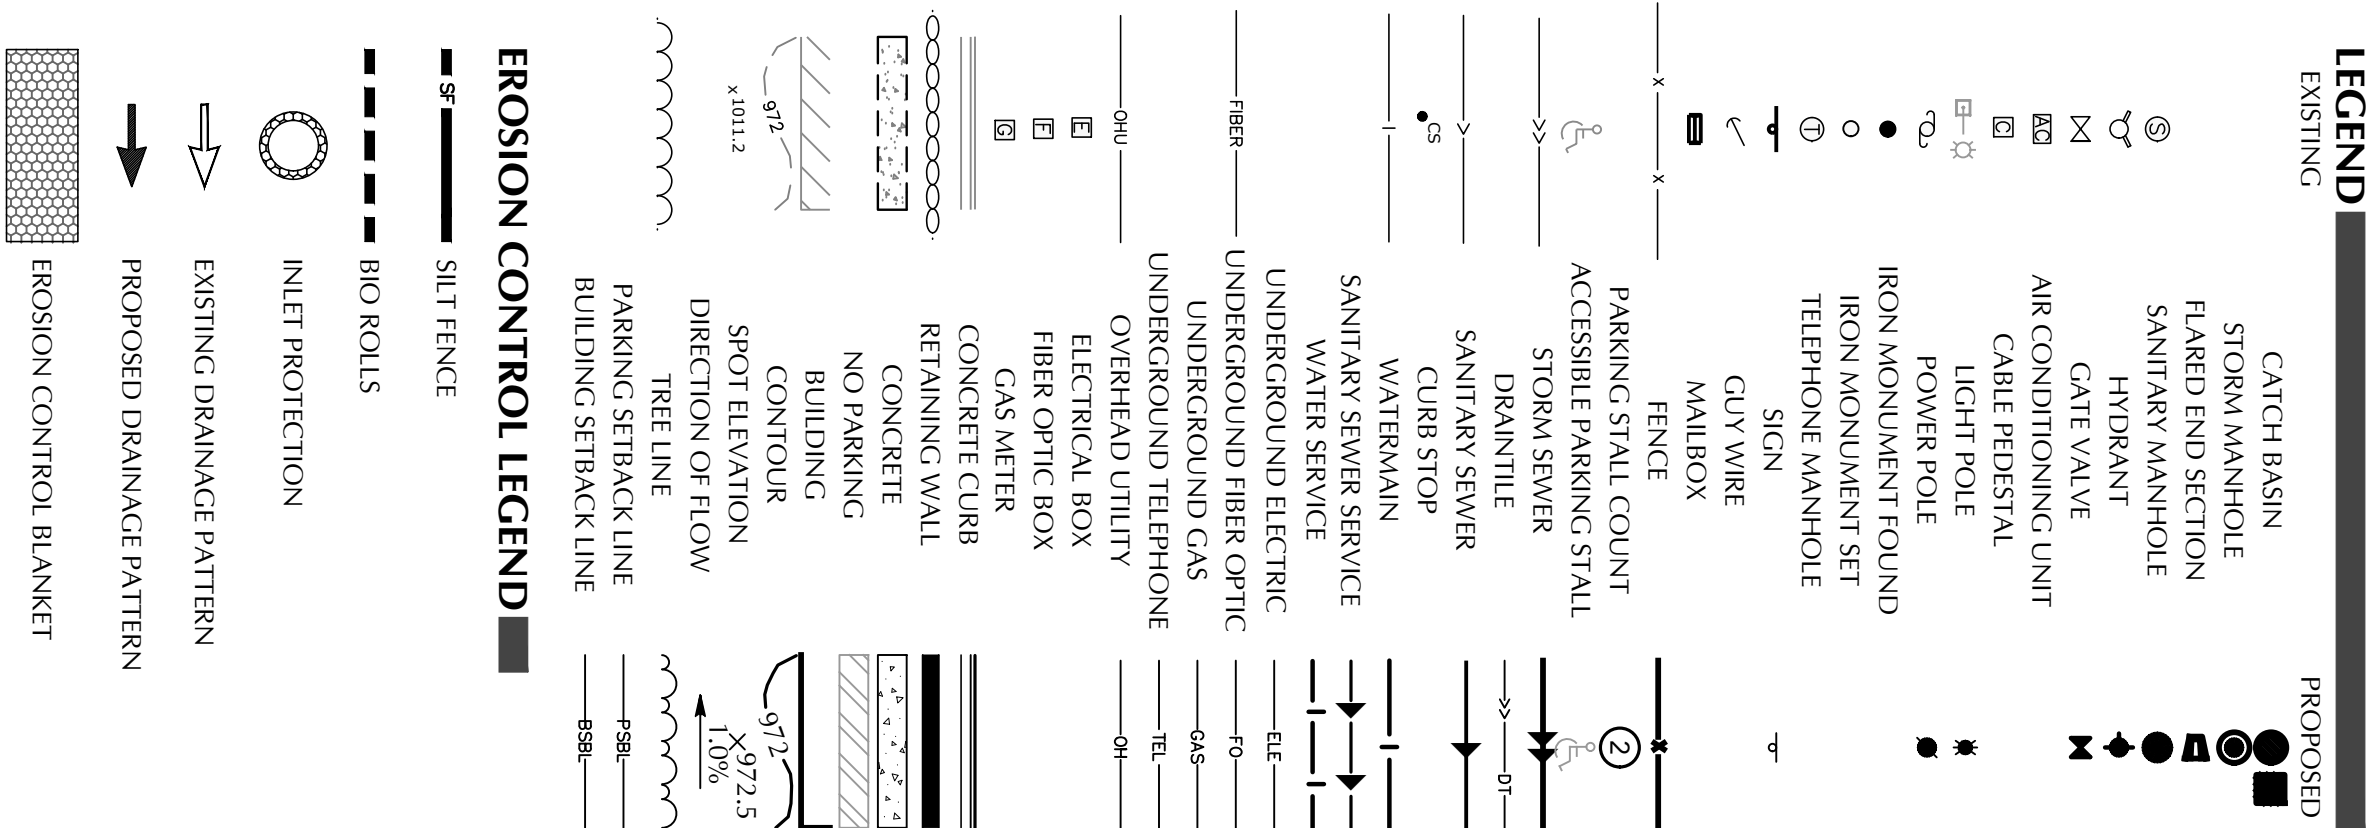 LEGEND
EXISTING PROPOSED
CATCH BASIN
STORM MANHOLE
FLARED END SECTION
S SANITARY MANHOLE
HYDRANT
GATE VALVE
AC AIR CONDITIONING UNIT
C CABLE PEDESTAL
LIGHT POLE
POWER POLE
IRON MONUMENT FOUND
IRON MONUMENT SET
T TELEPHONE MANHOLE
SIGN
GUY WIRE
MAILBOX
x x FENCE x
PARKING STALL COUNT 2
ACCESSIBLE PARKING STALL
>> STORM SEWER
DRAINTILE >> DT
> SANITARY SEWER
CS CURB STOP
I WATERMAIN
SANITARY SEWER SERVICE
WATER SERVICE
UNDERGROUND ELECTRIC ELE
FIBER UNDERGROUND FIBER OPTIC FO
UNDERGROUND GAS GAS
UNDERGROUND TELEPHONE TEL
OHU OVERHEAD UTILITY OH
E ELECTRICAL BOX
F FIBER OPTIC BOX
G GAS METER
CONCRETE CURB
RETAINING WALL
CONCRETE
NO PARKING
BUILDING
972 CONTOUR 972
x 1011.2 SPOT ELEVATION X 972.5
DIRECTION OF FLOW 1.0%
TREE LINE
PARKING SETBACK LINE PSBL
BUILDING SETBACK LINE BSBL
EROSION CONTROL LEGEND
SF SILT FENCE
BIO ROLLS
INLET PROTECTION
EXISTING DRAINAGE PATTERN
PROPOSED DRAINAGE PATTERN
EROSION CONTROL BLANKET